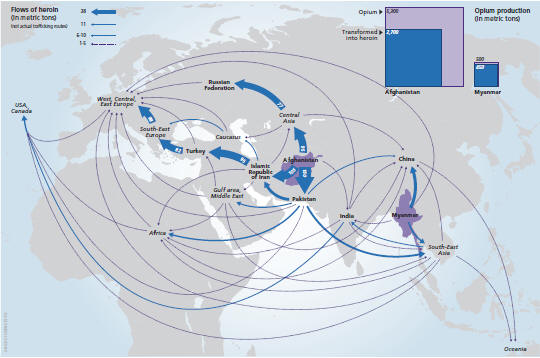 Flows of heroin
(in metric tons)
(not actual trafficking routes)
28
11
6-10
1-5
Opium
Transformed
into heroin
2,700
Afghanistan
Opium production
(in metric tons)
Myanmar
USA,
Canada
West, Central,
East Europe
Russian
Federation
South-East
Europe
Turkey
Caucasus
Central
Asia
Islamic
Republic
of Iran
Afghanistan
Pakistan
Gulf area,
Middle East
Africa
India
China
Myanmar
South-East
Asia
Oceania